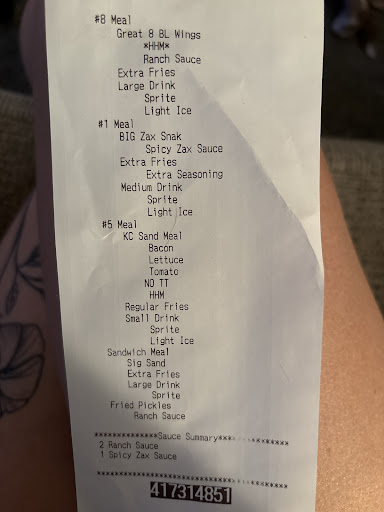 #8 Meal
Great 8 BL Wings
*HHM*
Ranch Sauce
Extra Fries
Large Drink
Sprite
Light Ice
#1 Meal
BIG Zax Snak
Spicy Zax Sauce
Extra Fries
Extra Seasoning
Medium Drink
Sprite
Light Ice
#5 Meal
KC Sand Meal
Bacon
Lettuce
Tomato
NO TT
HHM
Regular Fries
Small Drink
Sprite
Light Ice
Sandwich Meal
Sig Sand
Extra Fries
Large Drink
Sprite
Fried Pickles
Ranch Sauce
**************Sauce Summary**************
2 Ranch Sauce
1 Spicy Zax Sauce
******************************************
417314851